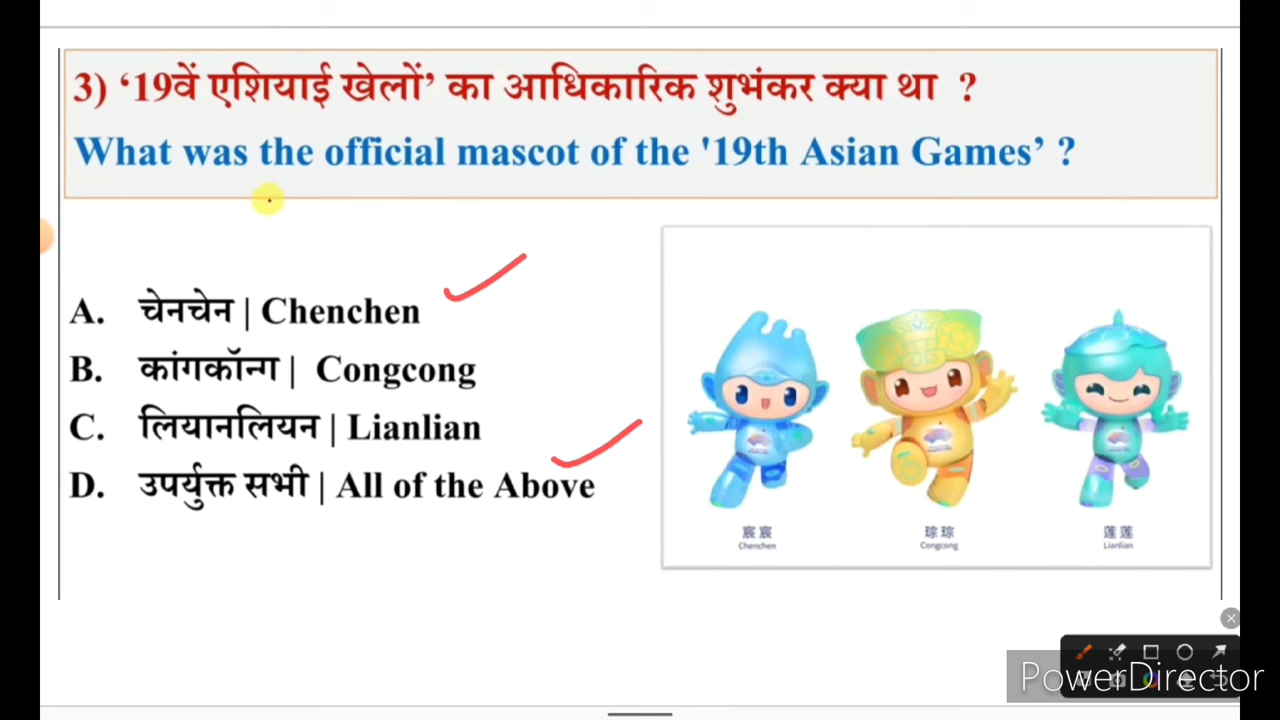 3) ‘19वें एशियाई खेलों’ का आधिकारिक शुभंकर क्या था ?
What was the official mascot of the '19th Asian Games’ ?
A. चेनचेन | Chenchen
B. कांगकॉन्ग | Congcong
C. लियानलियन | Lianlian
D. उपर्युक्त सभी | All of the Above
宸宸 琮琮 莲莲
Chenchen Congcong Lianlian
PowerDirector